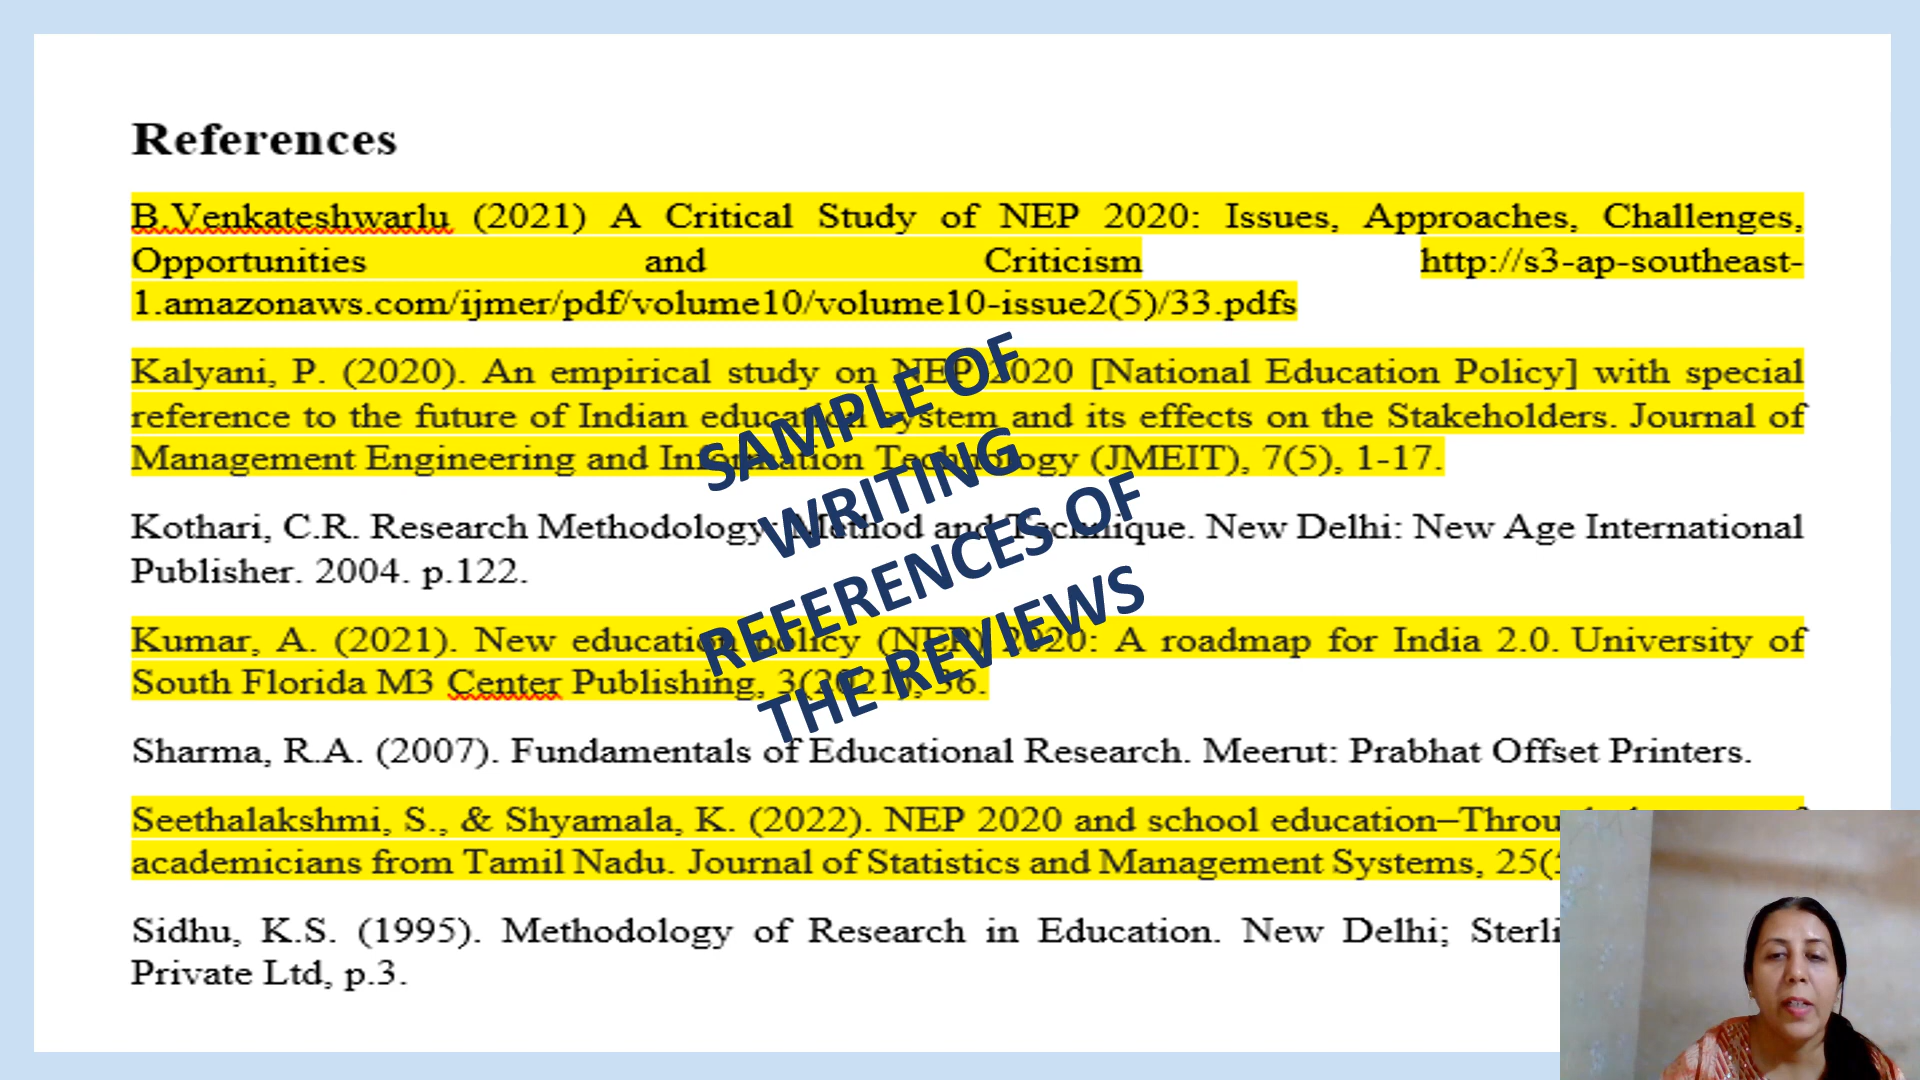 References
B.Venkateshwarlu (2021) A Critical Study of NEP 2020: Issues, Approaches, Challenges,
Opportunities and Criticism http://s3-ap-southeast-
1.amazonaws.com/ijmer/pdf/volume10/volume10-issue2(5)/33.pdfs
Kalyani, P. (2020). An empirical study on NEP 2020 [National Education Policy] with special
reference to the future of Indian education system and its effects on the Stakeholders. Journal of
Management Engineering and Information Technology (JMEIT), 7(5), 1-17.
Kothari, C.R. Research Methodology: Method and Technique. New Delhi: New Age International
Publisher. 2004. p.122.
Kumar, A. (2021). New education policy (NEP) 2020: A roadmap for India 2.0. University of
South Florida M3 Center Publishing, 3(2021), 36.
Sharma, R.A. (2007). Fundamentals of Educational Research. Meerut: Prabhat Offset Printers.
Seethalakshmi, S., & Shyamala, K. (2022). NEP 2020 and school education–
academicians from Tamil Nadu. Journal of Statistics and Management Systems,
Sidhu, K.S. (1995). Methodology of Research in Education. New Delhi;
Private Ltd, p.3.
SAMPLE OF
WRITING
REFERENCES OF
THE REVIEWS